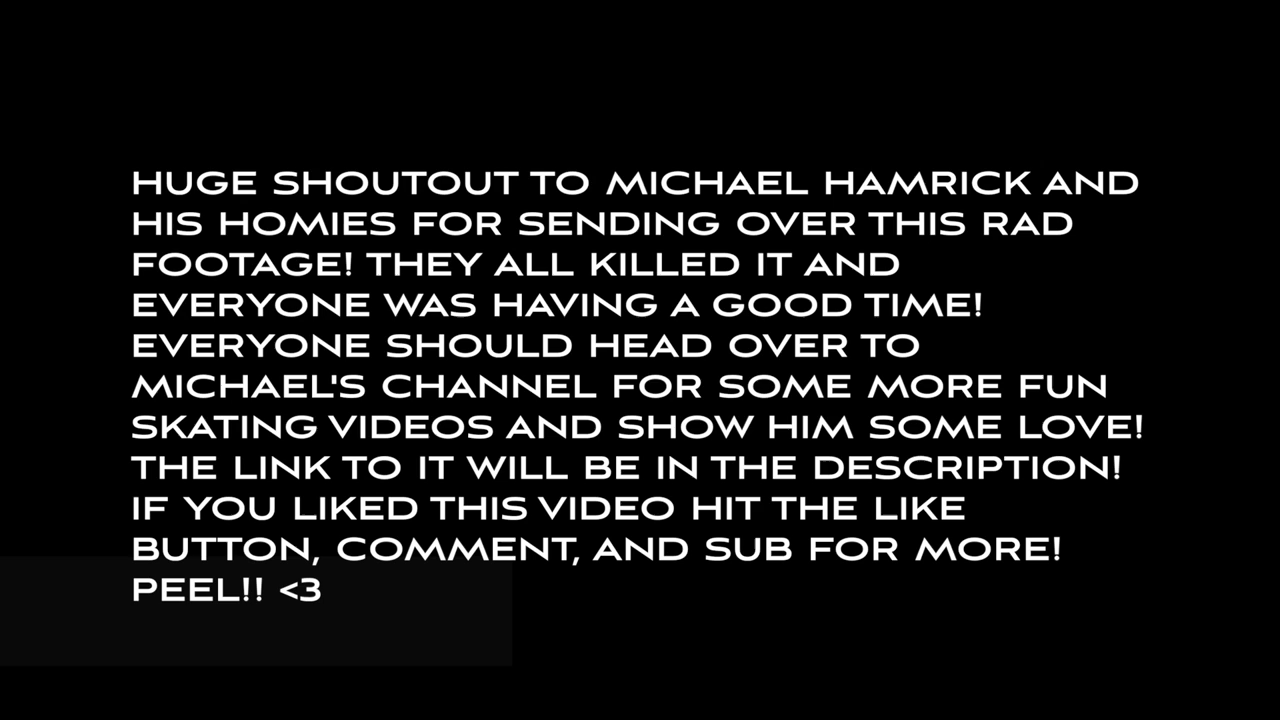 HUGE SHOUTOUT TO MICHAEL HAMRICK AND
HIS HOMIES FOR SENDING OVER THIS RAD
FOOTAGE! THEY ALL KILLED IT AND
EVERYONE WAS HAVING A GOOD TIME!
EVERYONE SHOULD HEAD OVER TO
MICHAEL'S CHANNEL FOR SOME MORE FUN
SKATING VIDEOS AND SHOW HIM SOME LOVE!
THE LINK TO IT WILL BE IN THE DESCRIPTION!
IF YOU LIKED THIS VIDEO HIT THE LIKE
BUTTON, COMMENT, AND SUB FOR MORE!
PEEL!! <3